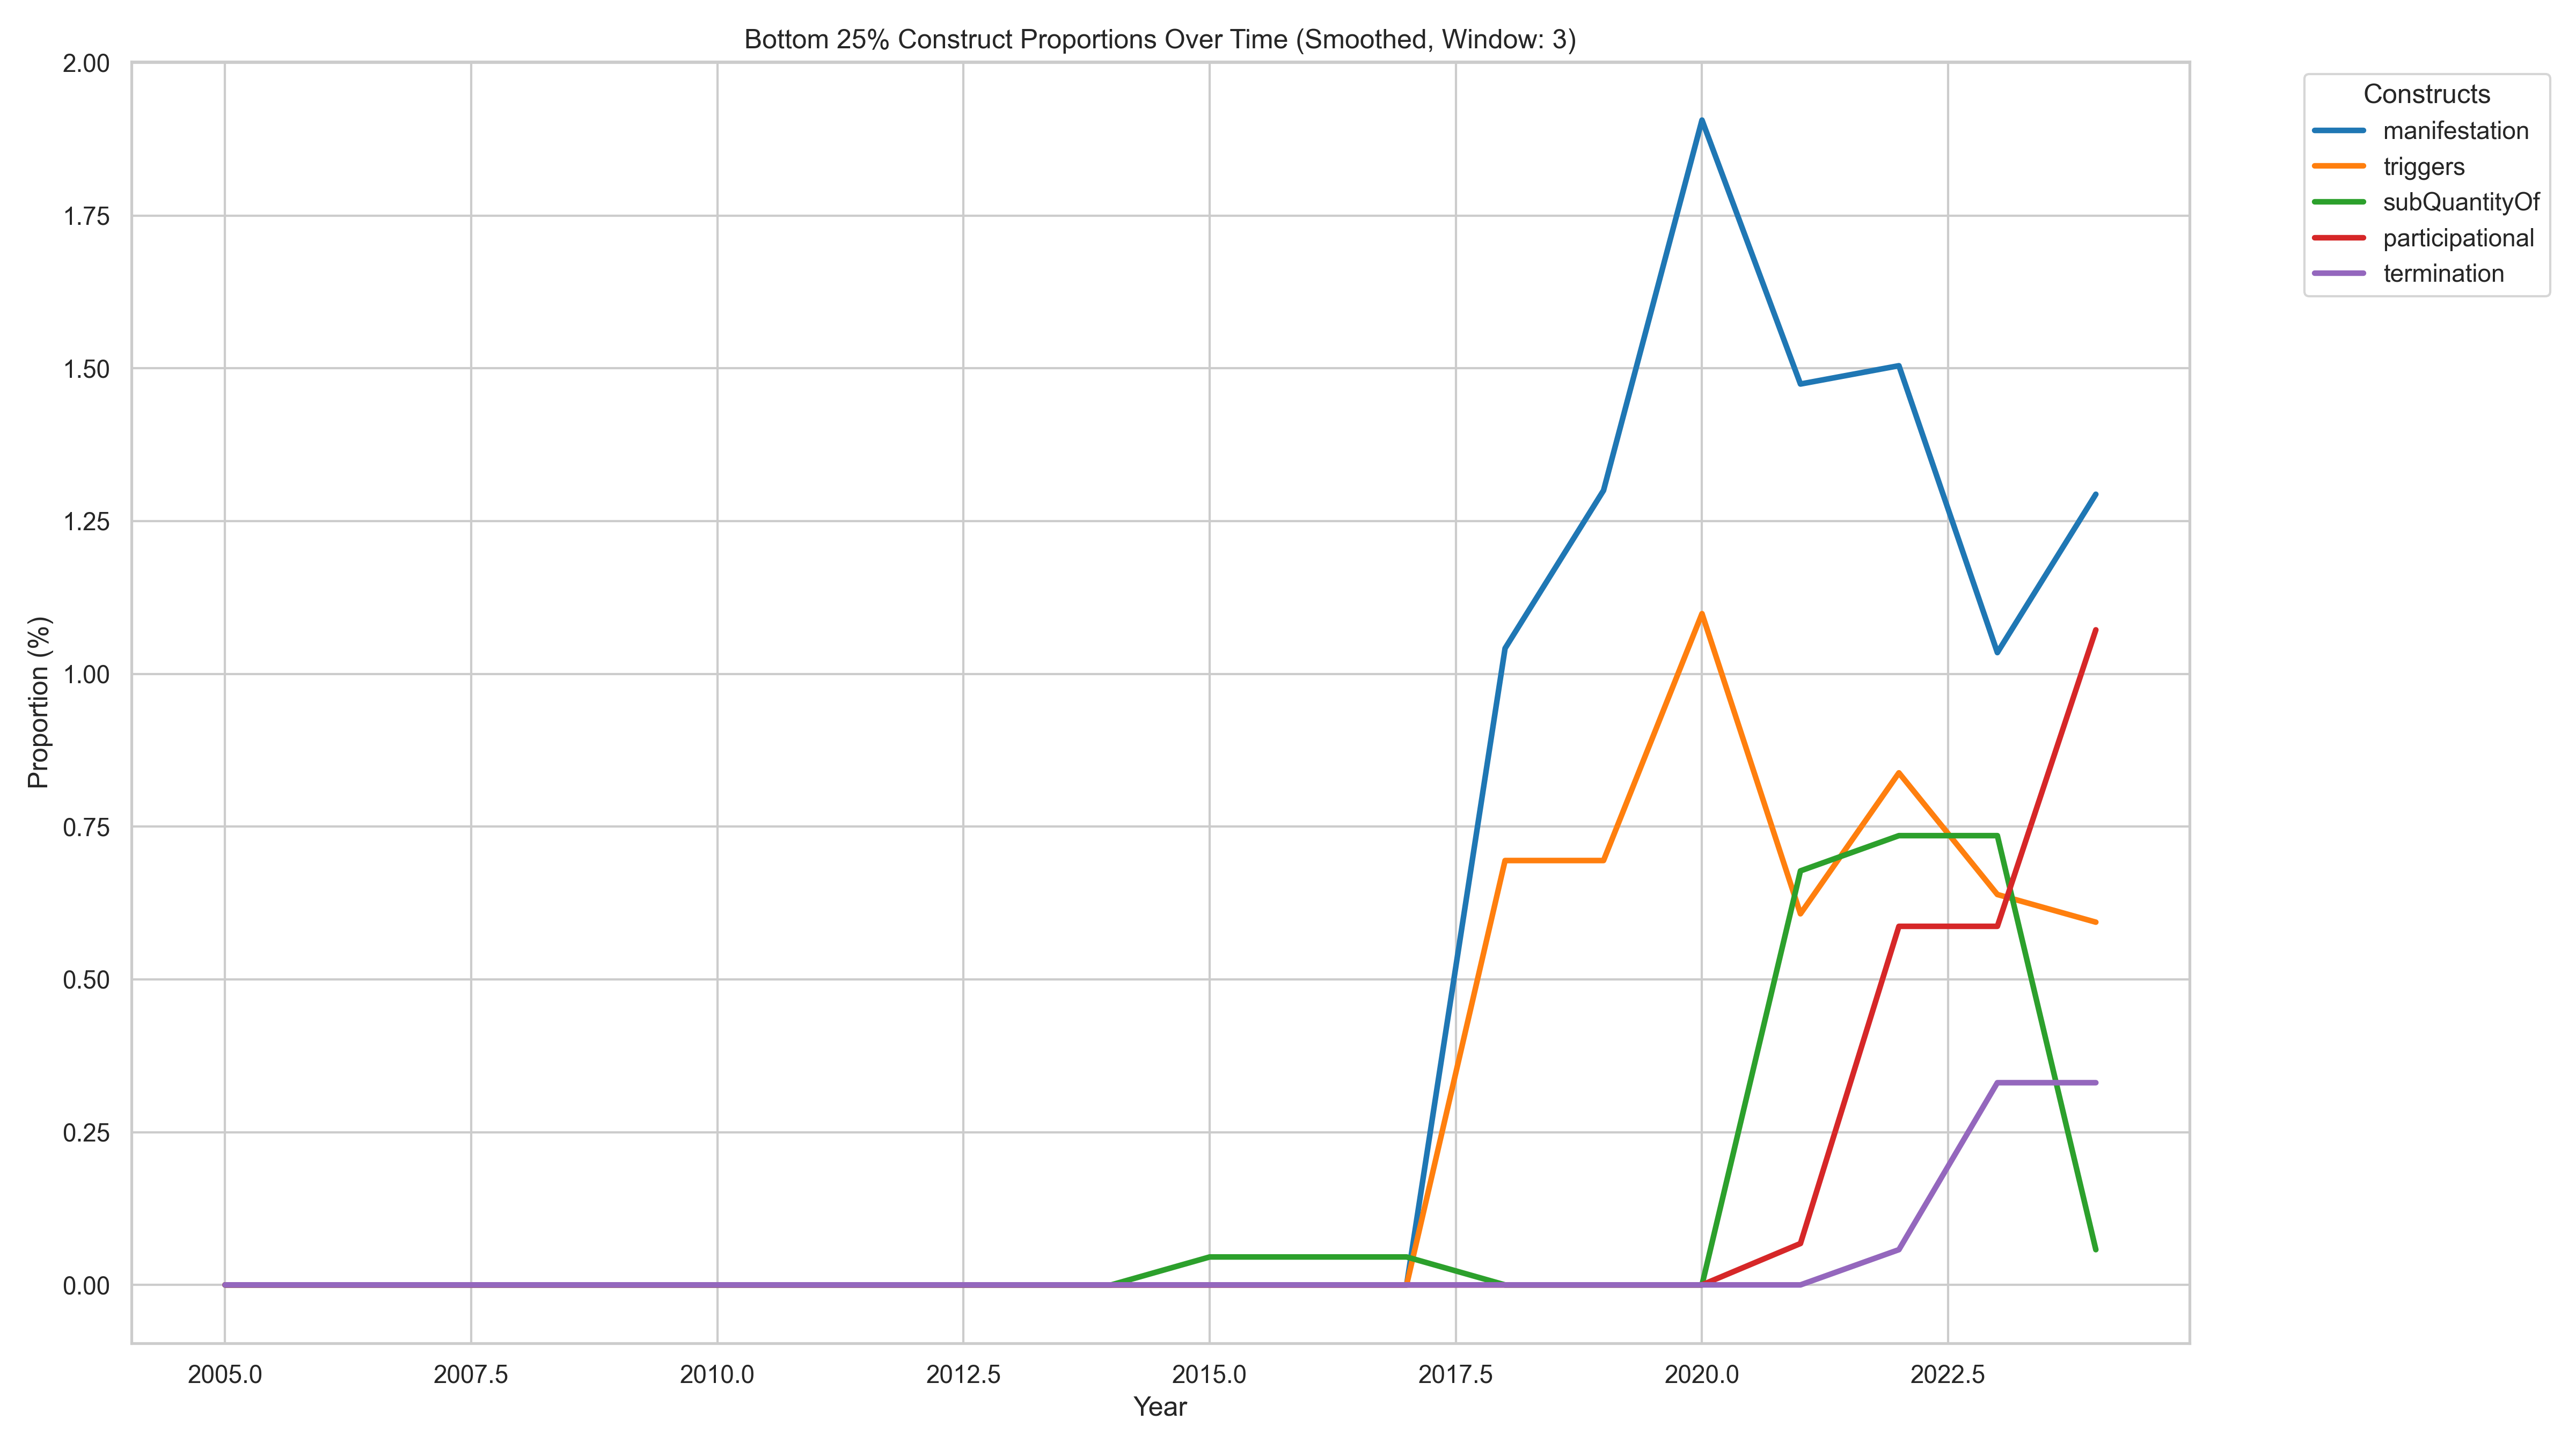 Bottom 25% Construct Proportions Over Time (Smoothed, Window: 3)
Constructs
manifestation
triggers
subQuantityOf
participational
termination
Proportion (%)
2.00
1.75
1.50
1.25
1.00
0.75
0.50
0.25
0.00
2005.0 2007.5 2010.0 2012.5 2015.0 2017.5 2020.0 2022.5
Year